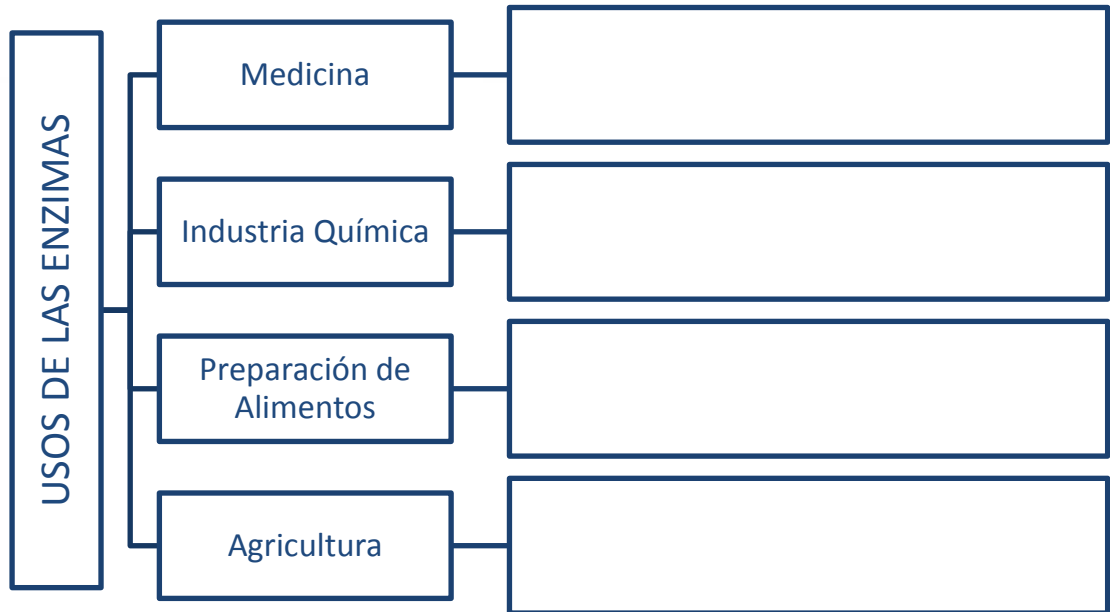 USOS DE LAS ENZIMAS
Medicina
Industria Química
Preparación de
Alimentos
Agricultura